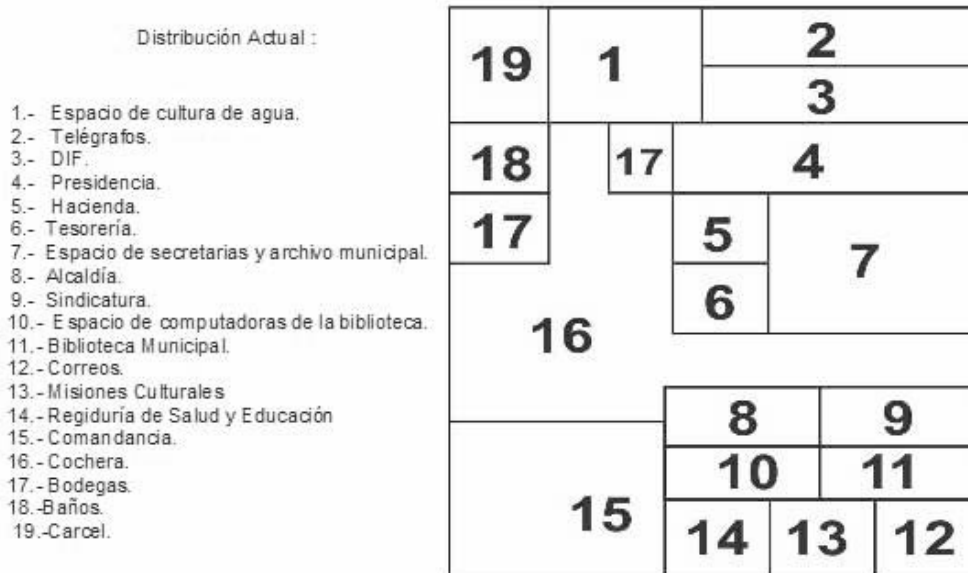 Distribución Actual :
1.- Espacio de cultura de agua.
2.- Telégrafos.
3.- DIF.
4.- Presidencia.
5.- Hacienda.
6.- Tesorería.
7.- Espacio de secretarias y archivo municipal.
8.- Alcaldía.
9.- Sindicatura.
10.- Espacio de computadoras de la biblioteca.
11.- Biblioteca Municipal.
12.- Correos.
13.- Misiones Culturales
14.- Regiduría de Salud y Educación
15.- Comandancia.
16.- Cochera.
17.- Bodegas.
18.-Baños.
19.-Carcel.
19 1 2
3
18 17 4
17 5 7
6
16
8 9
10 11
15 14 13 12